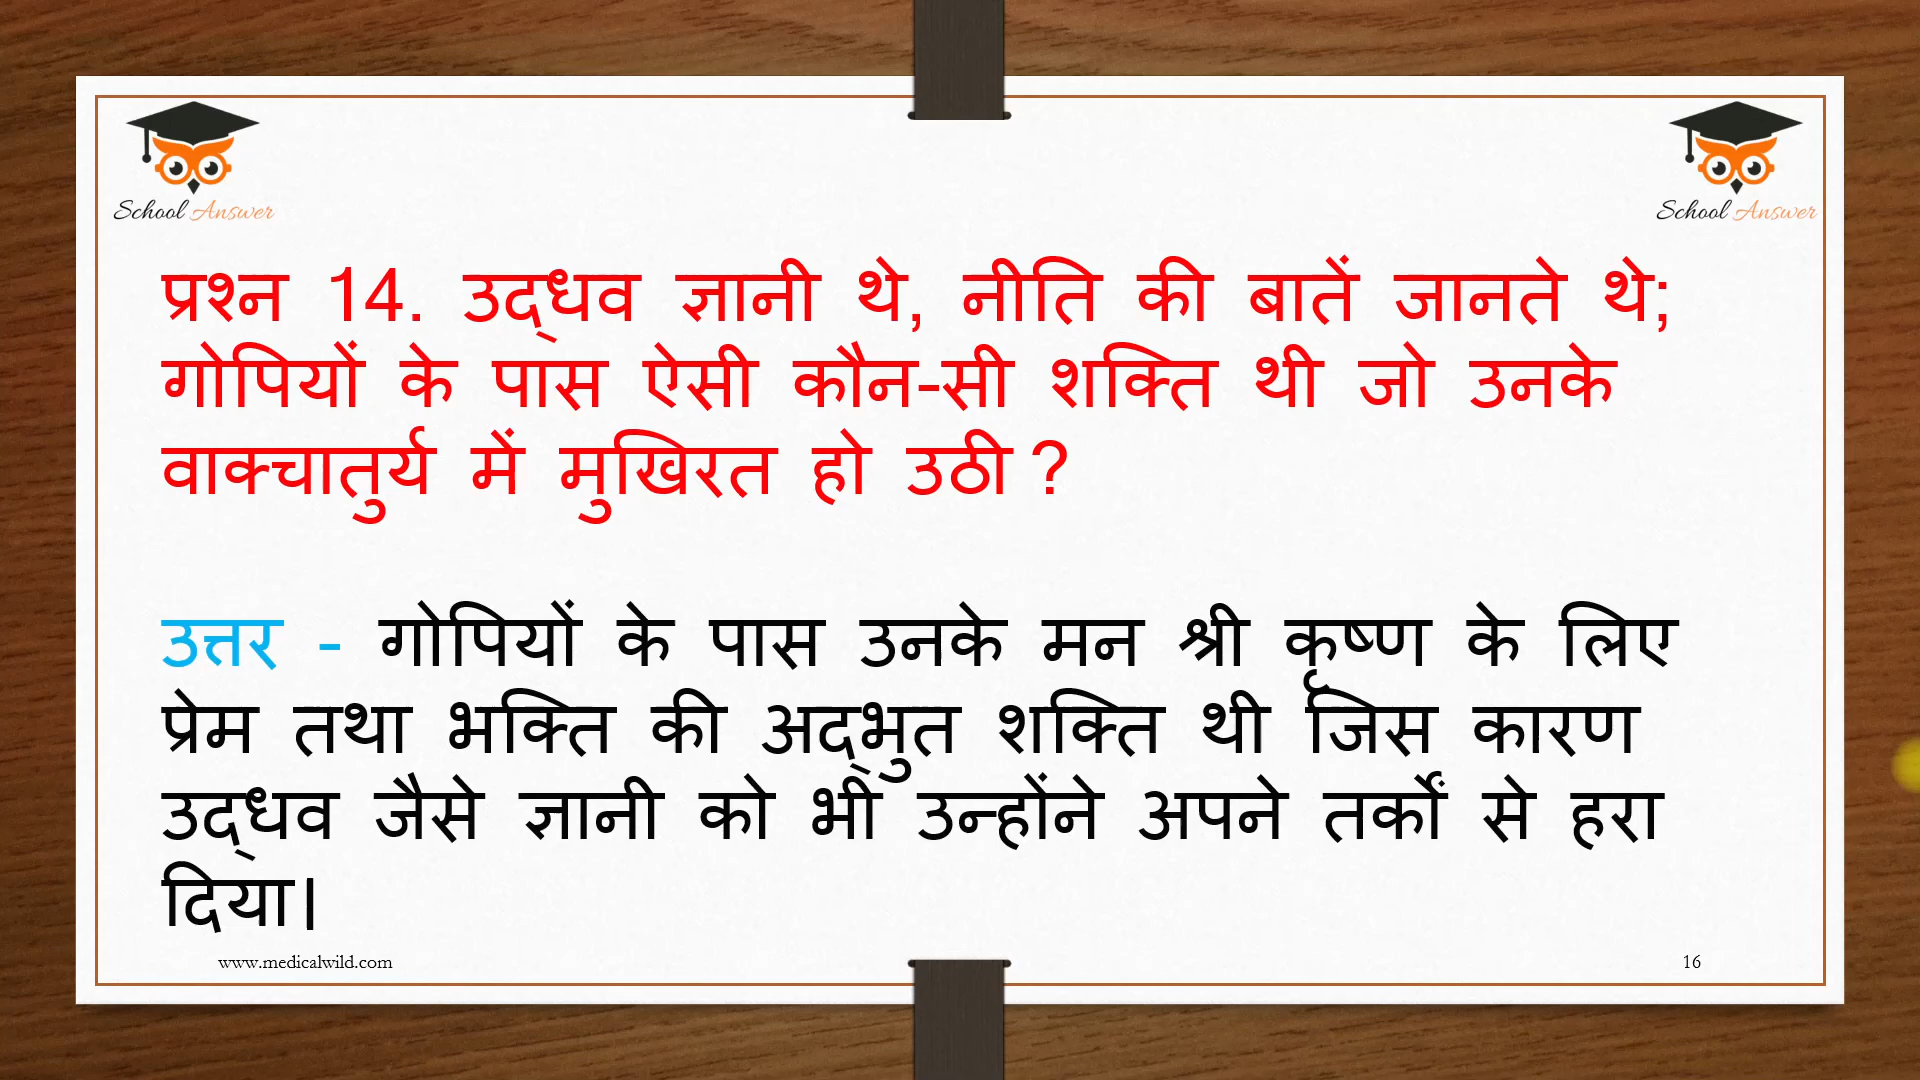 School Answer
School Answer
प्रश्न 14. उद्‌धव ज्ञानी थे, नीति की बातें जानते थे;
गोपियों के पास ऐसी कौन-सी शक्ति थी जो उनके
वाक्चातुर्य में मुखिरत हो उठी ?
उत्तर - गोपियों के पास उनके मन श्री कृष्ण के लिए
प्रेम तथा भक्ति की अद्‌भुत शक्ति थी जिस कारण
उद्‌धव जैसे ज्ञानी को भी उन्होंने अपने तर्कों से हरा
दिया।
www.medicalwild.com
16